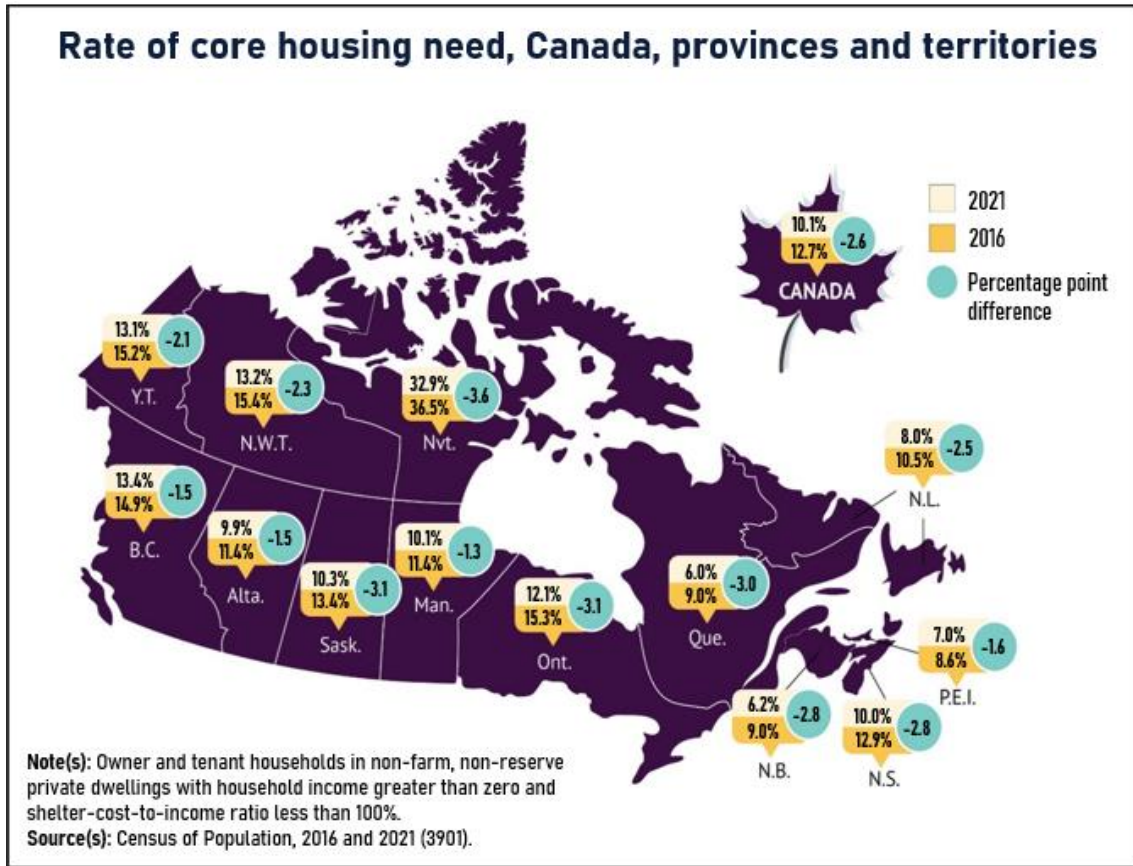 Rate of core housing need, Canada, provinces and territories
10.1%
12.7%
-2.6
CANADA
2021
2016
Percentage point
difference
13.1%
15.2%
-2.1
Y.T.
13.2%
15.4%
-2.3
N.W.T.
32.9%
36.5%
-3.6
Nvt.
8.0%
10.5%
-2.5
N.L.
13.4%
14.9%
-1.5
B.C.
9.9%
11.4%
-1.5
Alta.
10.3%
13.4%
-3.1
Sask.
10.1%
11.4%
-1.3
Man.
12.1%
15.3%
-3.1
Ont.
6.0%
9.0%
-3.0
Que.
7.0%
8.6%
-1.6
P.E.I.
6.2%
9.0%
-2.8
N.B.
10.0%
12.9%
-2.8
N.S.
Note(s): Owner and tenant households in non-farm, non-reserve
private dwellings with household income greater than zero and
shelter-cost-to-income ratio less than 100%.
Source(s): Census of Population, 2016 and 2021 (3901).